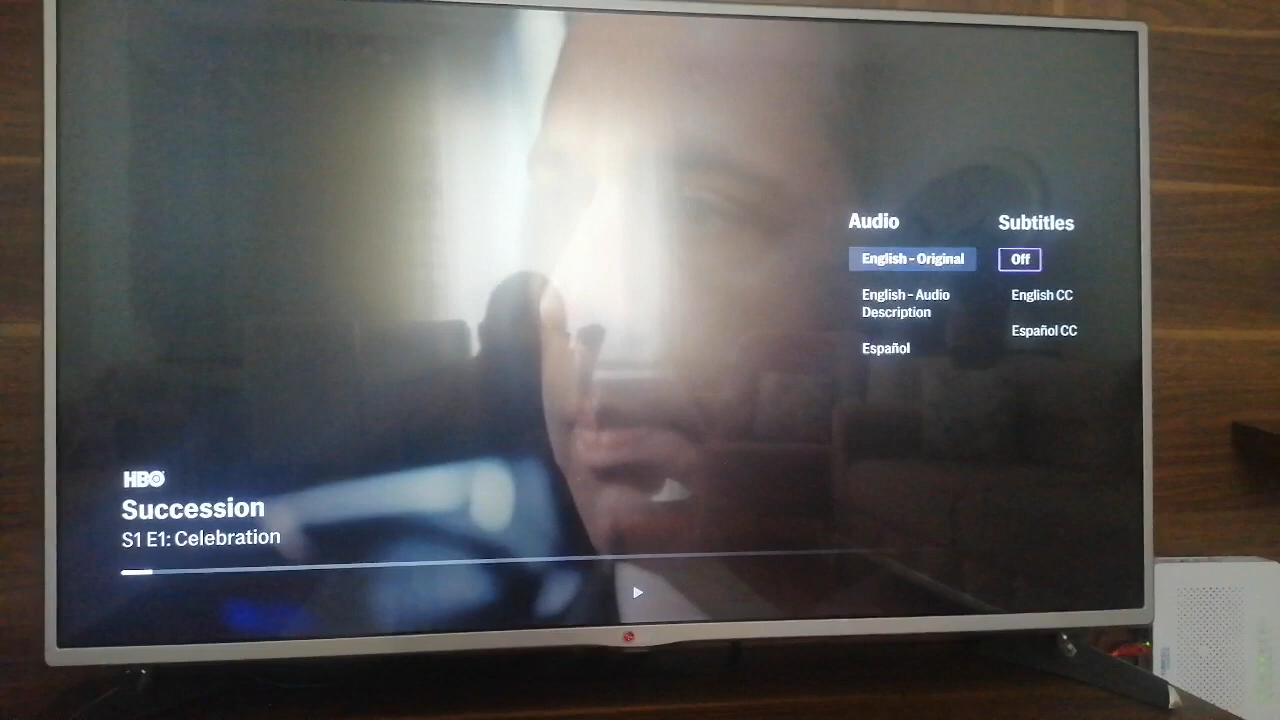 Audio
English - Original
English - Audio
Description
Español
Subtitles
Off
English CC
Español CC
HBO
Succession
S1 E1: Celebration